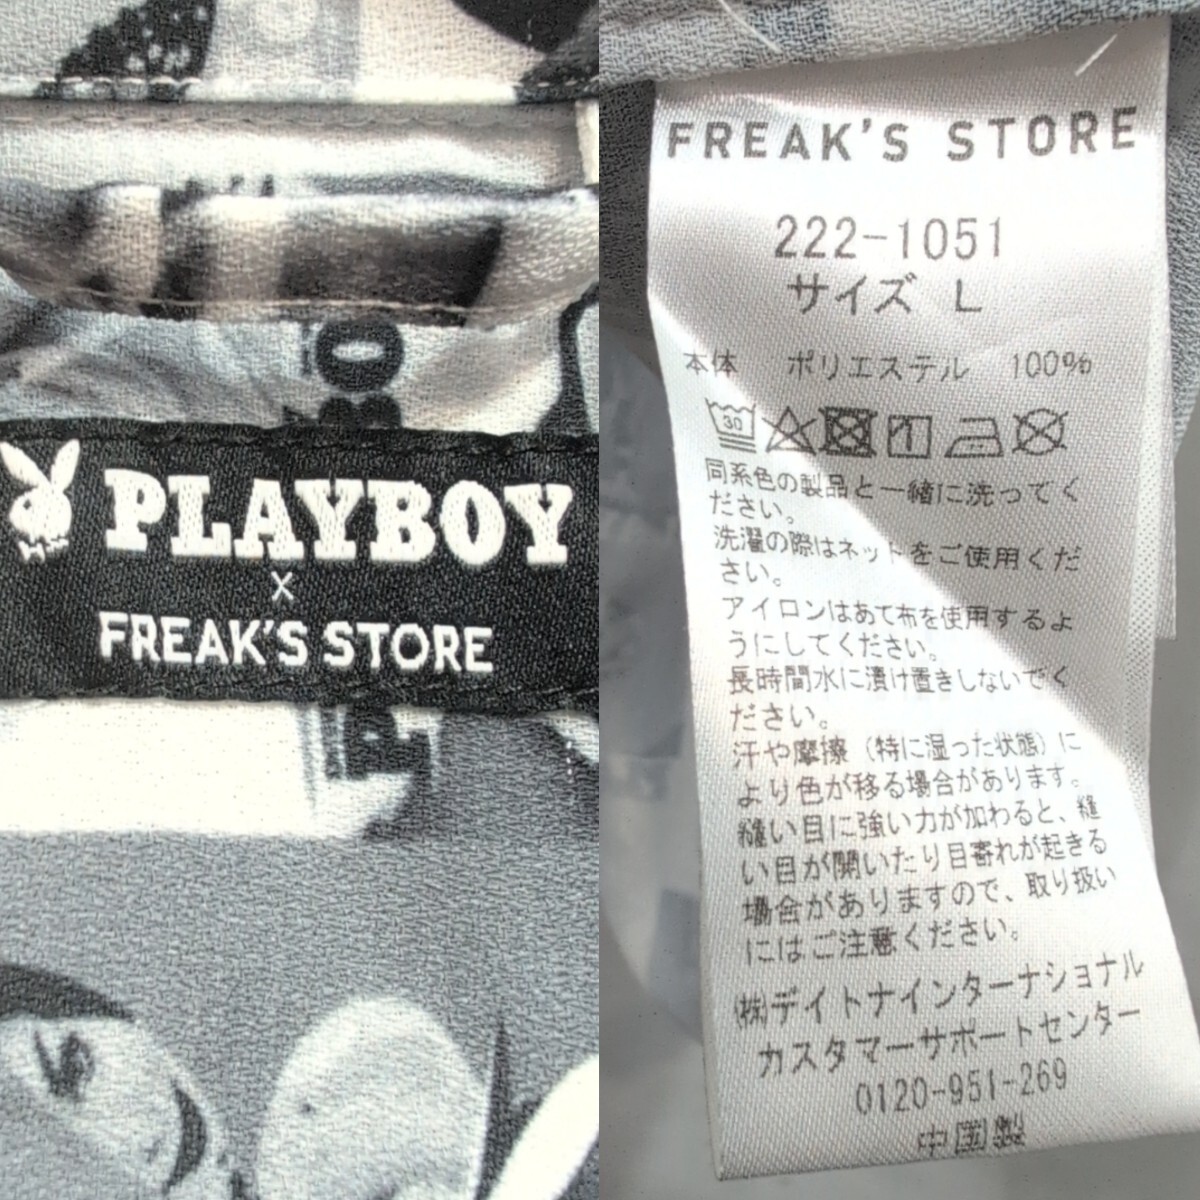 BO
PLAYBOY
X
FREAK'S STORE
P
FREAK'S STORE
222-1051
サイズ L
本体 ポリエステル 100%
30
1
同系色の製品と一緒に洗ってく
ださい。
洗濯の際はネットをご使用くだ
さい。
アイロンはあて布を使用するよ
うにしてください。
長時間水に漬け置きしないでく
ださい。
汗や摩擦(特に湿った状態)に
より色が移る場合があります。
縫い目に強い力が加わると、縫
い目が開いたり目寄れが起きる
場合がありますので、取り扱い
にはご注意ください。
㈱デイトナインターナショナル
カスタマーサポートセンター
0120-951-269
中国製